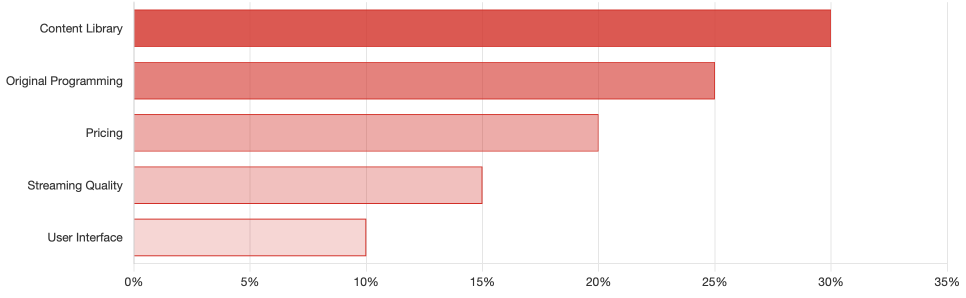 Content Library
Original Programming
Pricing
Streaming Quality
User Interface
0% 5% 10% 15% 20% 25% 30% 35%